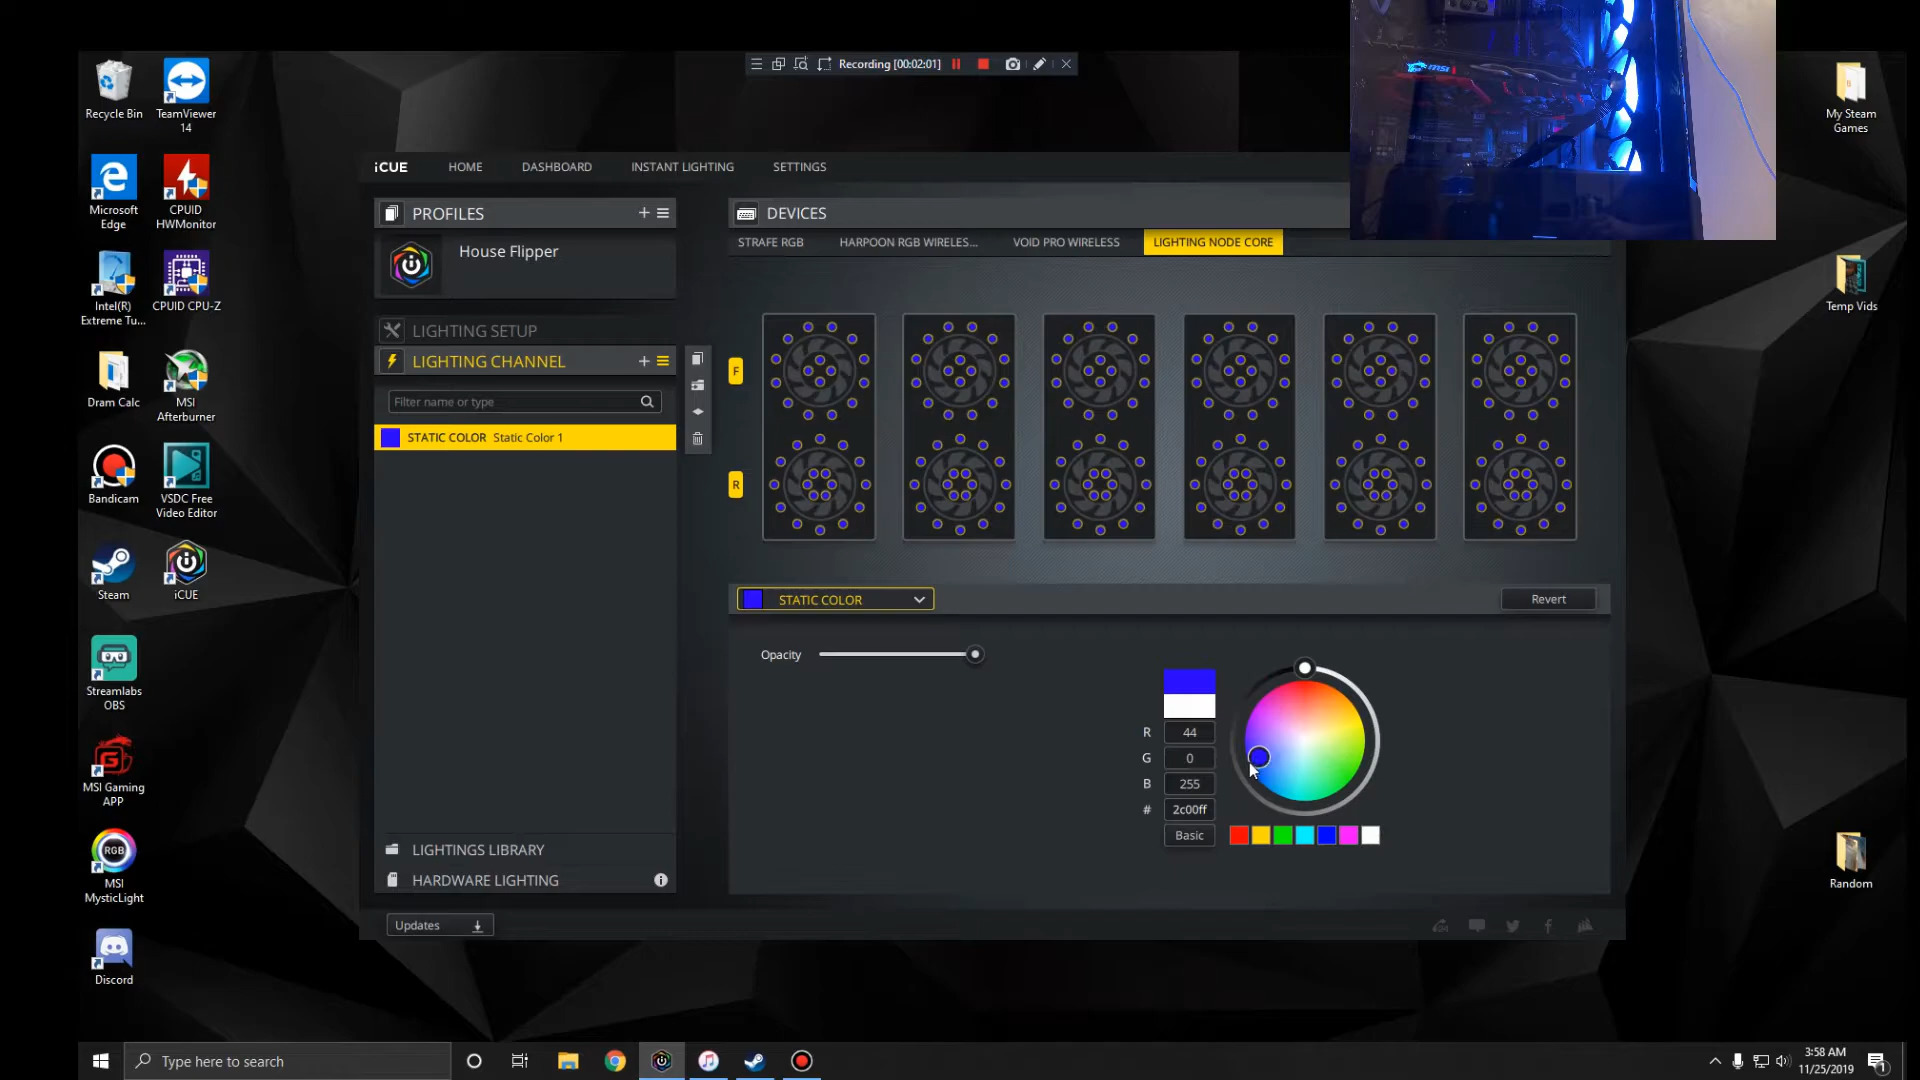 Recording [00:02:01]
Recycle Bin
TeamViewer
14
Microsoft
Edge
CPUID
HWMonitor
Intel(R)
Extreme Tu...
CPUID CPU-Z
Dram Calc
MSI
Afterburner
Bandicam
VSDC Free
Video Editor
Steam
iCUE
Streamlabs
OBS
MSI Gaming
APP
RGB
MSI
MysticLight
Discord
My Steam
Games
Temp Vids
Random
msi
iCUE
HOME
DASHBOARD
INSTANT LIGHTING
SETTINGS
PROFILES
House Flipper
LIGHTING SETUP
LIGHTING CHANNEL
Filter name or type
STATIC COLOR Static Color 1
LIGHTINGS LIBRARY
HARDWARE LIGHTING
Updates
DEVICES
STRAFE RGB
HARPOON RGB WIRELES...
VOID PRO WIRELESS
LIGHTING NODE CORE
F
R
STATIC COLOR
Revert
Opacity
R 44
G 0
B 255
# 2c00ff
Basic
Type here to search
3:58 AM
11/25/2019
1